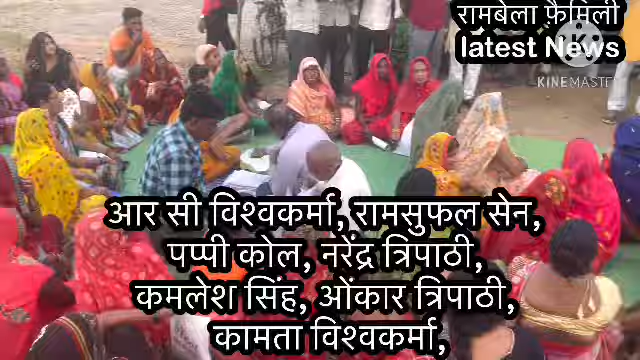 रामबेला फ़ैमिली
latest News
KINEMASTER
आर सी विश्वकर्मा, रामसुफल सेन,
पप्पी कोल, नरेंद्र त्रिपाठी,
कमलेश सिंह, ओंकार त्रिपाठी,
कामता विश्वकर्मा,